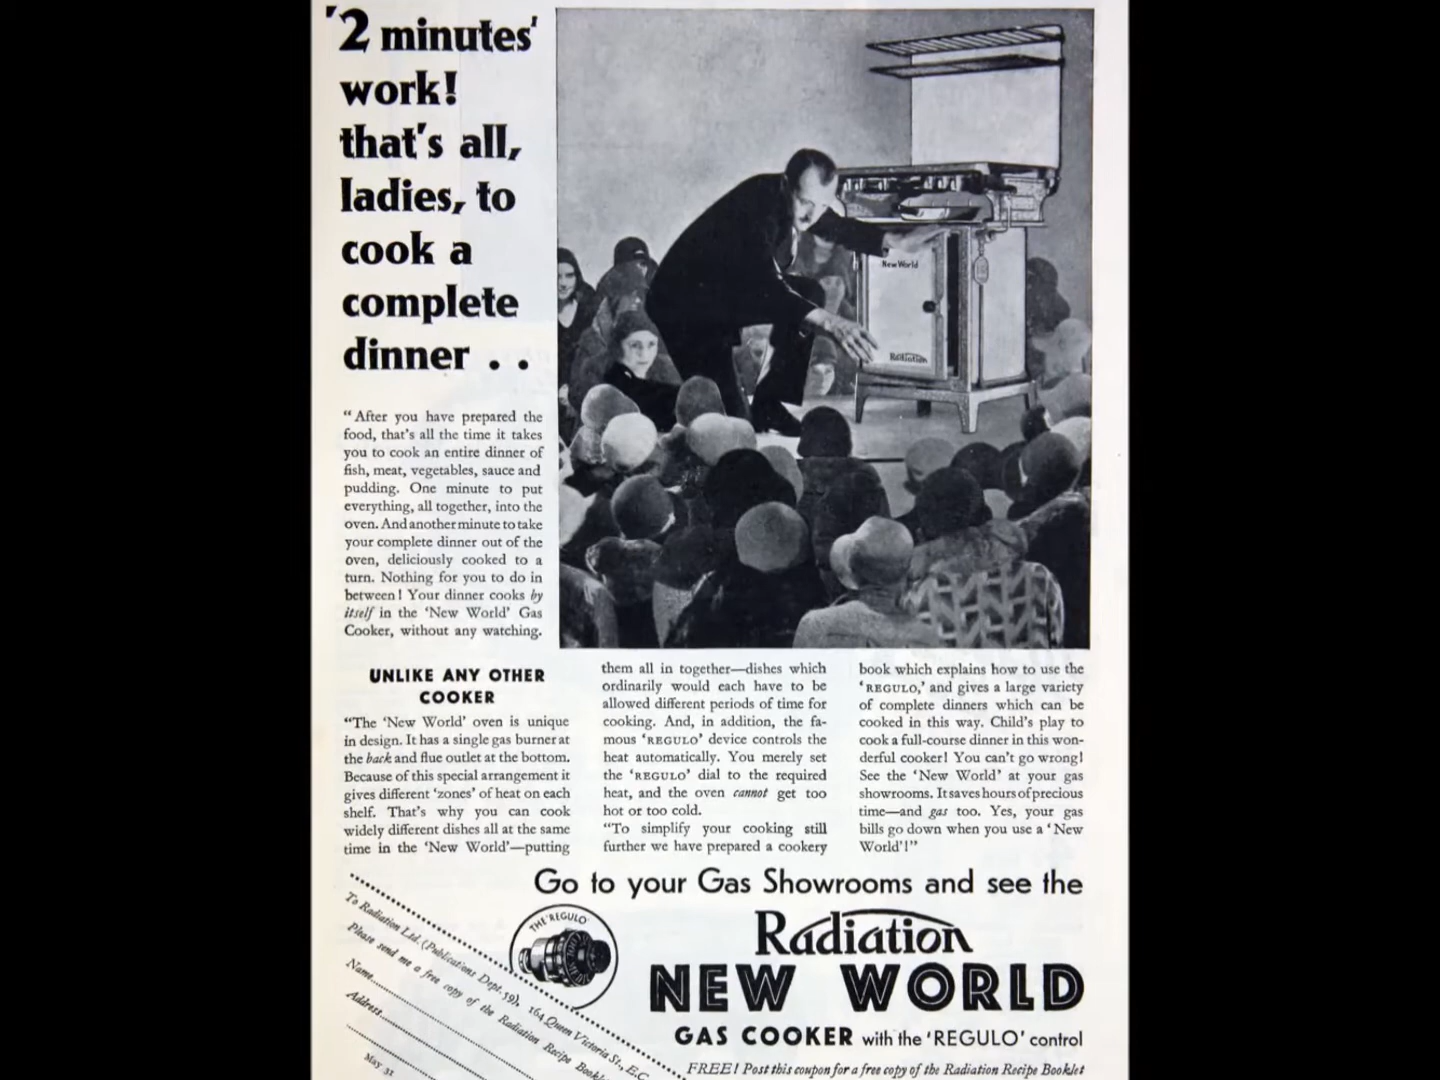 '2 minutes'
work!
that's all,
ladies, to
cook a
complete
dinner . .
"After you have prepared the
food, that's all the time it takes
you to cook an entire dinner of
fish, meat, vegetables, sauce and
pudding. One minute to put
everything, all together, into the
oven. And another minute to take
your complete dinner out of the
oven, deliciously cooked to a
turn. Nothing for you to do in
between! Your dinner cooks by
itself in the 'New World' Gas
Cooker, without any watching.
New World
Radiation
UNLIKE ANY OTHER
COOKER
"The 'New World' oven is unique
in design. It has a single gas burner at
the back and flue outlet at the bottom.
Because of this special arrangement it
gives different 'zones' of heat on each
shelf. That's why you can cook
widely different dishes all at the same
time in the 'New World'—putting
them all in together—dishes which
ordinarily would each have to be
allowed different periods of time for
cooking. And, in addition, the fa-
mous 'REGULO' device controls the
heat automatically. You merely set
the 'REGULO' dial to the required
heat, and the oven cannot get too
hot or too cold.
"To simplify your cooking still
further we have prepared a cookery
book which explains how to use the
'REGULO,' and gives a large variety
of complete dinners which can be
cooked in this way. Child's play to
cook a full-course dinner in this won-
derful cooker! You can't go wrong!
See the 'New World' at your gas
showrooms. It saves hours of precious
time—and gas too. Yes, your gas
bills go down when you use a 'New
World'!"
Go to your Gas Showrooms and see the
THE 'REGULO'
Radiation
NEW WORLD
GAS COOKER with the 'REGULO' control
FREE! Post this coupon for a free copy of the Radiation Recipe Booklet
To Radiation Ltd. (Publications Dept. 59), 164 Queen Victoria St., E.C.
Please send me a free copy of the Radiation Recipe Bookl
Name
Address
May 31